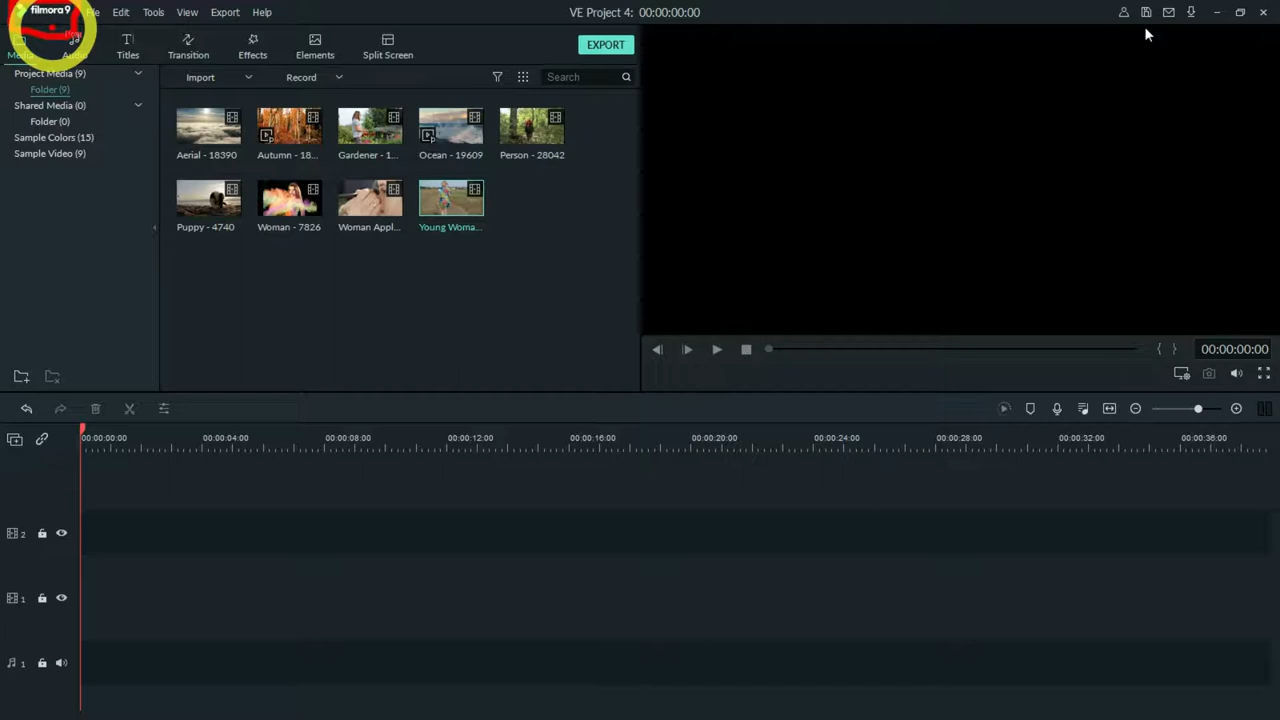 filmora9 File Edit Tools View Export Help VE Project 4: 00:00:00:00
Media Audio Titles Transition Effects Elements Split Screen EXPORT
Project Media (9) Import Record Search
Folder (9)
Shared Media (0)
Folder (0)
Sample Colors (15)
Sample Video (9)
Aerial - 18390 Autumn - 18... Gardener - 1... Ocean - 19609 Person - 28042
Puppy - 4740 Woman - 7826 Woman Appl... Young Woma...
00:00:00:00
00:00:00:00 00:00:04:00 00:00:08:00 00:00:12:00 00:00:16:00 00:00:20:00 00:00:24:00 00:00:28:00 00:00:32:00 00:00:36:00
2
1
1